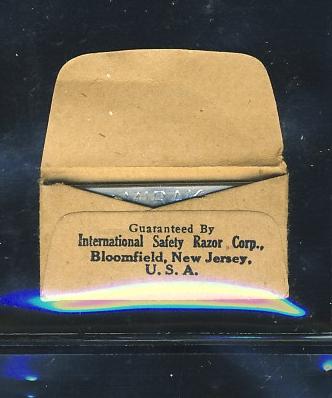 Guaranteed By
International Safety Razor Corp.,
Bloomfield, New Jersey,
U. S. A.